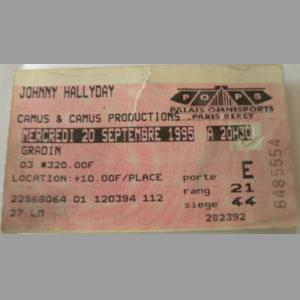 JOHNNY HALLYDAY
POPB
PALAIS OMNISPORTS
PARIS BERCY
CAMUS & CAMUS PRODUCTIONS
MERCREDI 20 SEPTEMBRE 1995 A 20H30
GRADIN
03 *320.00F
LOCATION:+10.00F/PLACE
porte E
rang 21
siege 44
22968064 01 120394 112
27 LM
282392
6485554